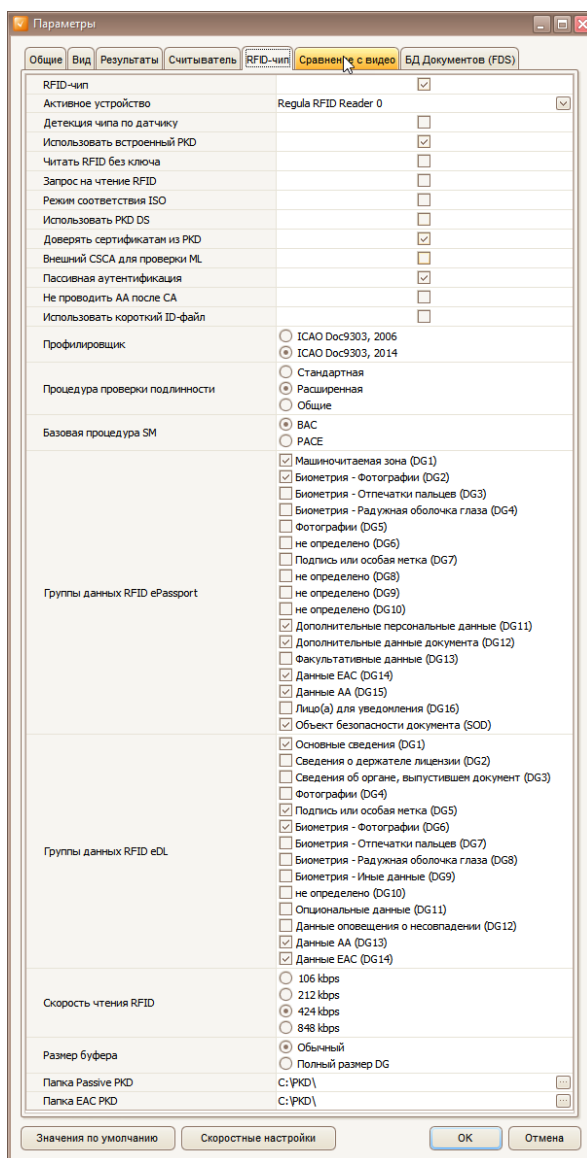 Параметры
Общие Вид Результаты Считыватель RFID-чип Сравнение с видео БД Документов (FDS)
RFID-чип
Активное устройство Regula RFID Reader 0
Детекция чипа по датчику
Использовать встроенный PKD
Читать RFID без ключа
Запрос на чтение RFID
Режим соответствия ISO
Использовать PKD DS
Доверять сертификатам из PKD
Внешний CSCA для проверки ML
Пассивная аутентификация
Не проводить AA после CA
Использовать короткий ID-файл
Профилировщик
ICAO Doc9303, 2006
ICAO Doc9303, 2014
Процедура проверки подлинности
Стандартная
Расширенная
Общие
Базовая процедура SM
BAC
PACE
Группы данных RFID ePassport
Машиночитаемая зона (DG1)
Биометрия - Фотографии (DG2)
Биометрия - Отпечатки пальцев (DG3)
Биометрия - Радужная оболочка глаза (DG4)
Фотографии (DG5)
не определено (DG6)
Подпись или особая метка (DG7)
не определено (DG8)
не определено (DG9)
не определено (DG10)
Дополнительные персональные данные (DG11)
Дополнительные данные документа (DG12)
Факультативные данные (DG13)
Данные EAC (DG14)
Данные AA (DG15)
Лицо(а) для уведомления (DG16)
Объект безопасности документа (SOD)
Группы данных RFID eDL
Основные сведения (DG1)
Сведения о держателе лицензии (DG2)
Сведения об органе, выпустившем документ (DG3)
Фотографии (DG4)
Подпись или особая метка (DG5)
Биометрия - Фотографии (DG6)
Биометрия - Отпечатки пальцев (DG7)
Биометрия - Радужная оболочка глаза (DG8)
Биометрия - Иные данные (DG9)
не определено (DG10)
Опциональные данные (DG11)
Данные оповещения о несовпадении (DG12)
Данные AA (DG13)
Данные EAC (DG14)
Скорость чтения RFID
106 kbps
212 kbps
424 kbps
848 kbps
Размер буфера
Обычный
Полный размер DG
Папка Passive PKD C:\PKD\
Папка EAC PKD C:\PKD\
Значения по умолчанию Скоростные настройки OK Отмена